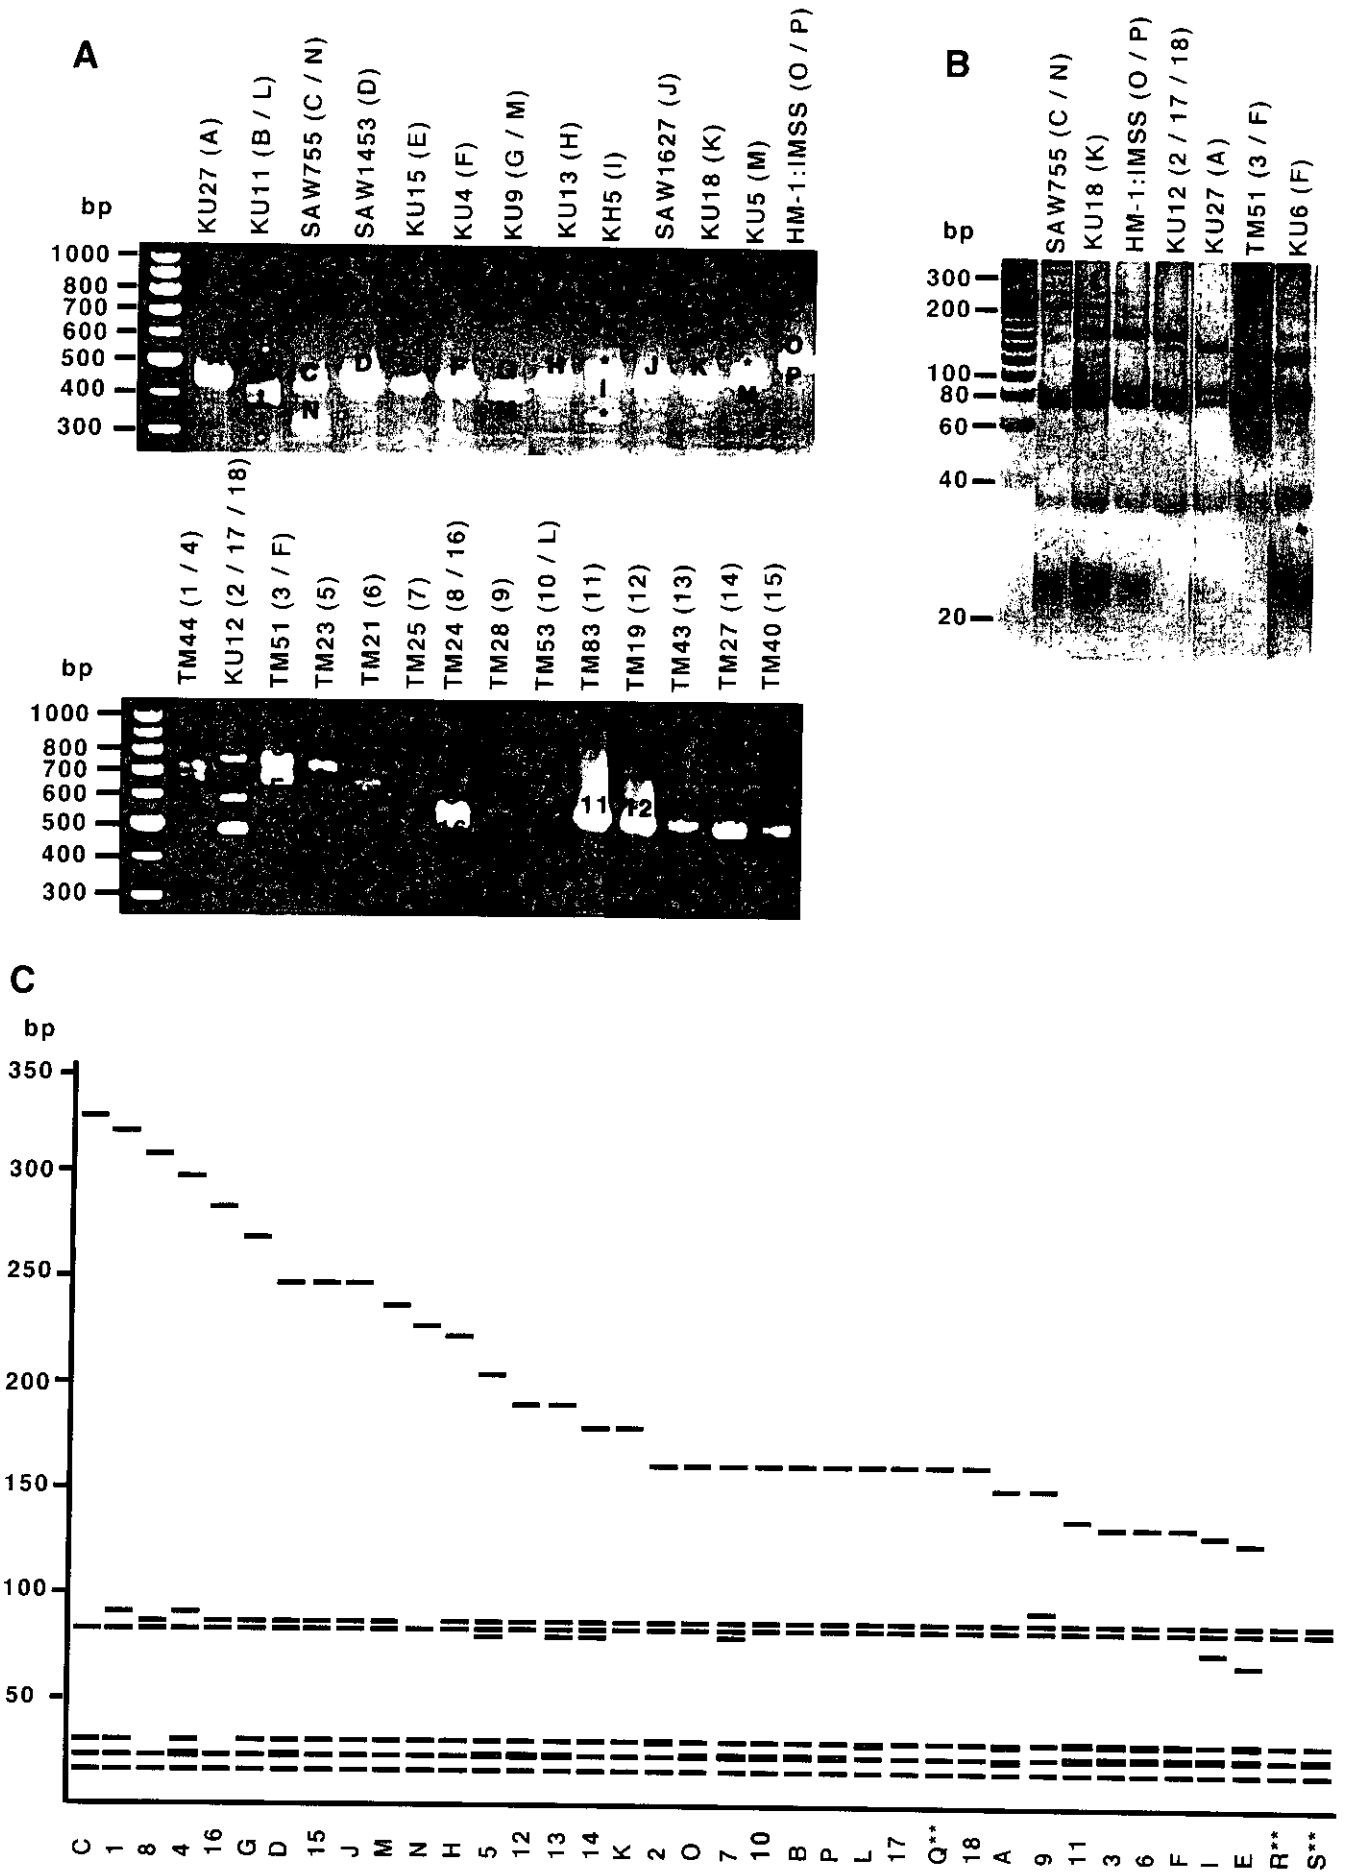 A
bp
KU27 (A)
KU11 (B / L)
SAW755 (C / N)
SAW1453 (D)
KU15 (E)
KU4 (F)
KU9 (G / M)
KU13 (H)
KH5 (I)
SAW1627 (J)
KU18 (K)
KU5 (M)
HM-1:IMSS (O / P)
1000
800
700
600
500
400
300
C
N
D
F
G
M
H
*
I
*
J
K
*
M
O
P
bp
TM44 (1 / 4)
KU12 (2 / 17 / 18)
TM51 (3 / F)
TM23 (5)
TM21 (6)
TM25 (7)
TM24 (8 / 16)
TM28 (9)
TM53 (10 / L)
TM83 (11)
TM19 (12)
TM43 (13)
TM27 (14)
TM40 (15)
1000
800
700
600
500
400
300
11
12
B
bp
SAW755 (C / N)
KU18 (K)
HM-1:IMSS (O / P)
KU12 (2 / 17 / 18)
KU27 (A)
TM51 (3 / F)
KU6 (F)
300
200
100
80
60
40
20
C
bp
350
300
250
200
150
100
50
C 1 8 4 16 G D 15 J M N H 5 12 13 14 K 2 O 7 10 B P L 17 Q** 18 A 9 11 3 6 F I E R** S**